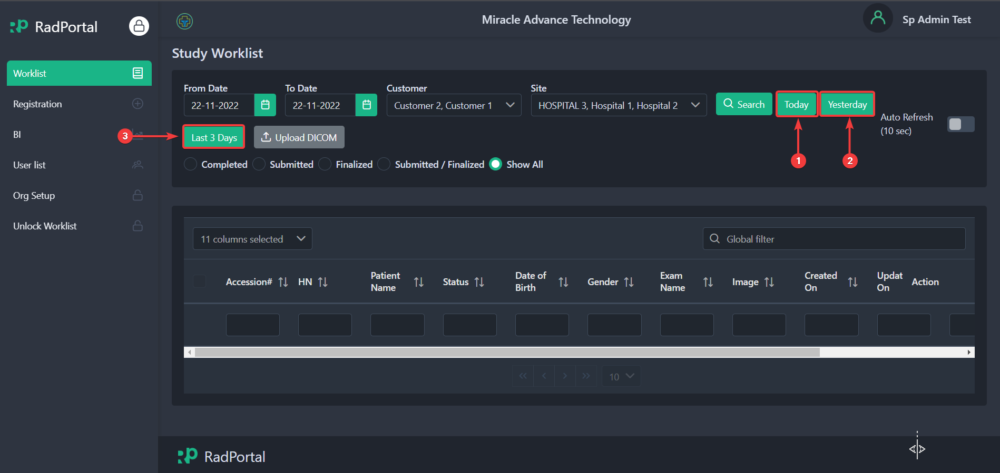 RadPortal
Miracle Advance Technology
Sp Admin Test
Worklist
Registration
BI
User list
Org Setup
Unlock Worklist
Study Worklist
From Date
To Date
Customer
Site
22-11-2022
22-11-2022
Customer 2, Customer 1
HOSPITAL 3, Hospital 1, Hospital 2
Search
Today
Yesterday
Auto Refresh
(10 sec)
3
Last 3 Days
Upload DICOM
1
2
Completed
Submitted
Finalized
Submitted / Finalized
Show All
11 columns selected
Global filter
Accession#
HN
Patient
Name
Status
Date of
Birth
Gender
Exam
Name
Image
Created
On
Updat
On
Action
10
RadPortal